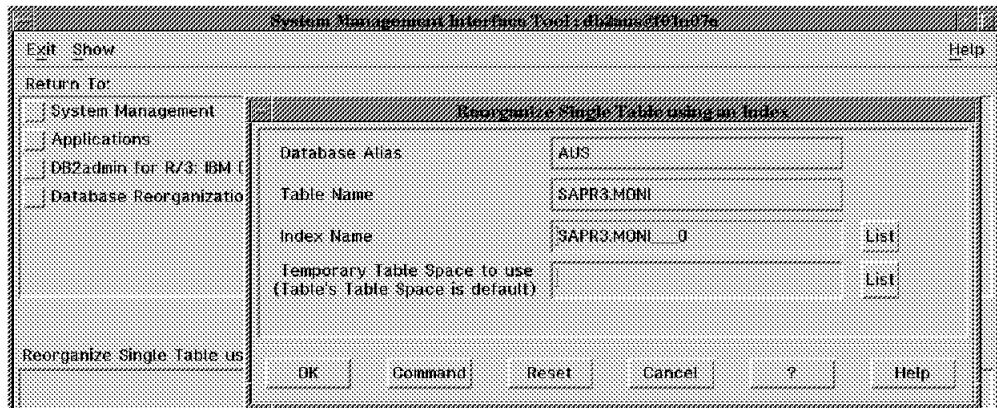 System Management Interface Tool : db2aus@f01n07e
Exit Show Help
Return To:
System Management
Applications
DB2admin for R/3: IBM
Database Reorganizatio
Reorganize Single Table us
Reorganize Single Table using an Index
Database Alias AUS
Table Name SAPR3.MONI
Index Name SAPR3.MONI___0 List
Temporary Table Space to use
(Table's Table Space is default) List
OK Command Reset Cancel ? Help